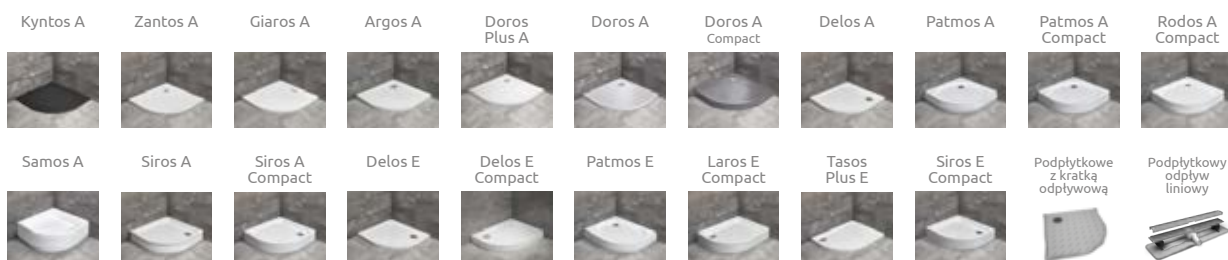 Kyntos A
Zantos A
Giaros A
Argos A
Doros
Plus A
Doros A
Doros A
Compact
Delos A
Patmos A
Patmos A
Compact
Rodos A
Compact
Samos A
Siros A
Siros A
Compact
Delos E
Delos E
Compact
Patmos E
Laros E
Compact
Tasos
Plus E
Siros E
Compact
Podpłytkowe
z kratką
odpływową
Podpłytkowy
odpływ
liniowy